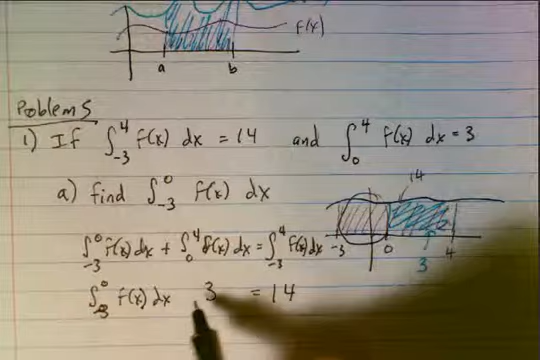 f(x)
a b
Problems
1) If ∫_{-3}^{4} f(x) dx = 14 and ∫_{0}^{4} f(x) dx = 3
a) find ∫_{-3}^{0} f(x) dx
14
∫_{-3}^{0} f(x) dx + ∫_{0}^{4} f(x) dx = ∫_{-3}^{4} f(x) dx
-3 0 4
3
∫_{-3}^{0} f(x) dx 3 = 14